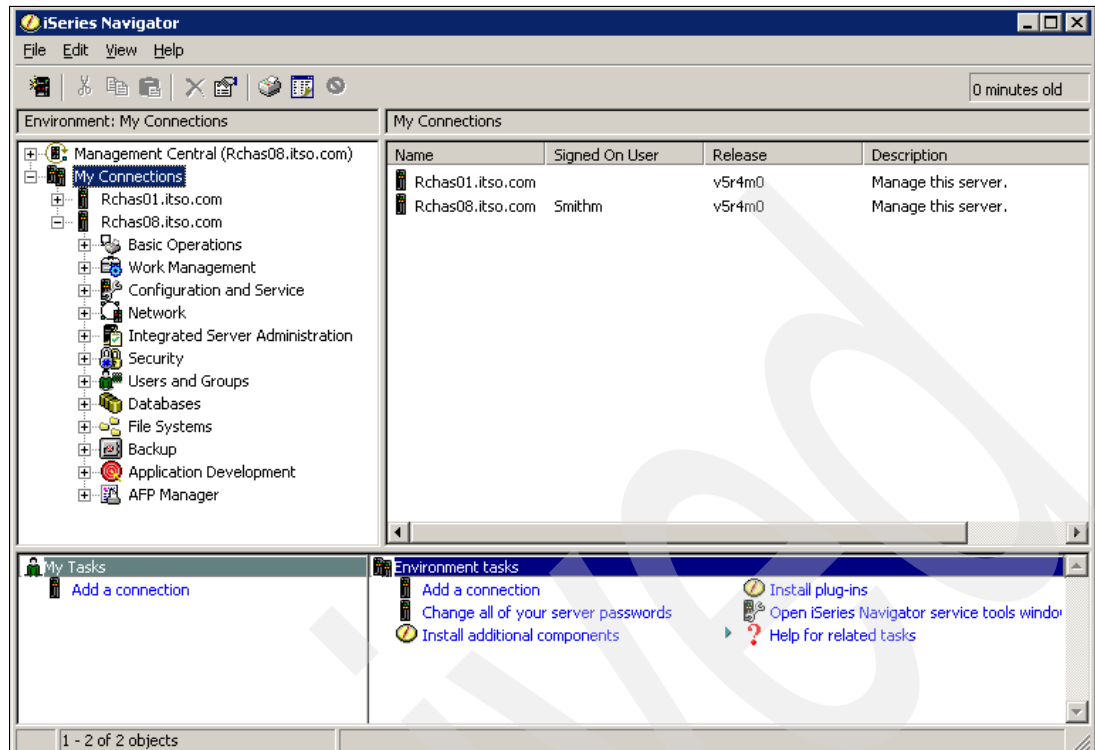 iSeries Navigator
File Edit View Help
0 minutes old
Environment: My Connections
My Connections
Management Central (Rchas08.itso.com)
My Connections
Rchas01.itso.com
Rchas08.itso.com
Basic Operations
Work Management
Configuration and Service
Network
Integrated Server Administration
Security
Users and Groups
Databases
File Systems
Backup
Application Development
AFP Manager
Name Signed On User Release Description
Rchas01.itso.com v5r4m0 Manage this server.
Rchas08.itso.com Smithm v5r4m0 Manage this server.
My Tasks
Add a connection
Environment tasks
Add a connection
Change all of your server passwords
Install additional components
Install plug-ins
Open iSeries Navigator service tools windo
Help for related tasks
1 - 2 of 2 objects